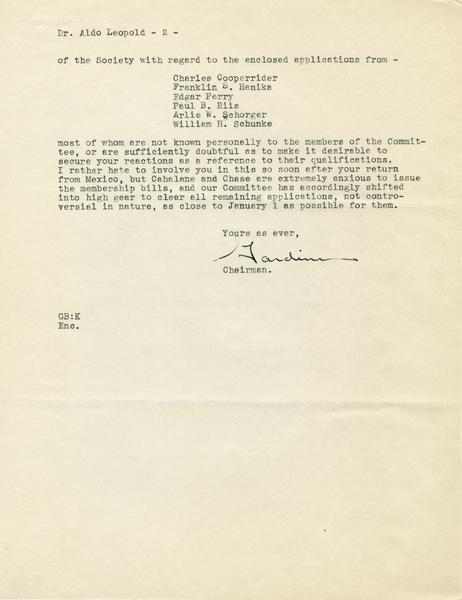 Dr. Aldo Leopold - 2 -
of the Society with regard to the enclosed applications from -
Charles Cooperrider
Franklin S. Henika
Edgar Perry
Paul B. Riis
Arlie W. Schorger
William H. Schunke
most of whom are not known personally to the members of the Commit-
tee, or are sufficiently doubtful as to make it desirable to
secure your reactions as a reference to their qualifications.
I rather hate to involve you in this so soon after your return
from Mexico, but Cahalane and Chase are extremely anxious to issue
the membership bills, and our Committee has accordingly shifted
into high gear to clear all remaining applications, not contro-
versial in nature, as close to January 1 as possible for them.
Yours as ever,
Chairman.
GB:K
Enc.